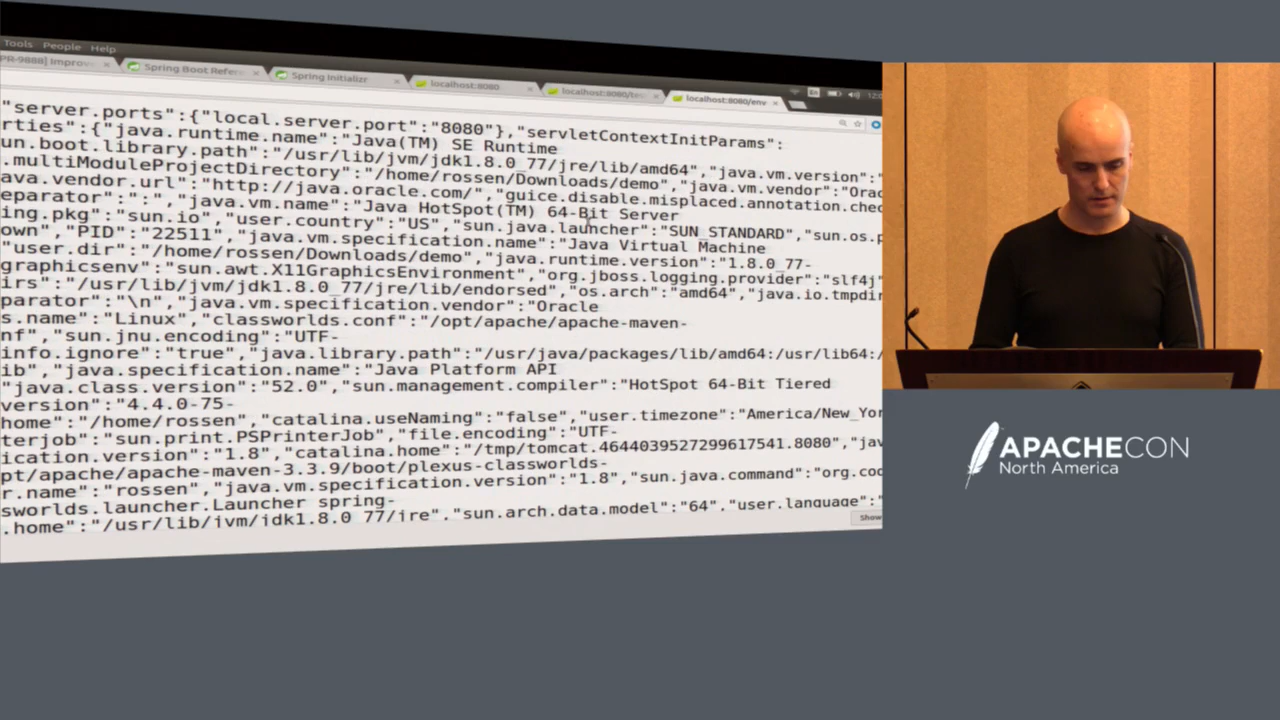 Tools People Help
PR-9888] Improv
Spring Boot Refer
Spring Initializr
localhost:8080
localhost:8080/
localhost:8080/env
En
"server.ports":{"local.server.port":"8080"},"servletContextInitParams":
rties":{"java.runtime.name":"Java(TM) SE Runtime
un.boot.library.path":"/usr/lib/jvm/jdk1.8.0_77/jre/lib/amd64","java.vm.version":"
.multiModuleProjectDirectory":"/home/rossen/Downloads/demo","java.vm.vendor":"Orac
ava.vendor.url":"http://java.oracle.com/","guice.disable.misplaced.annotation.chec
eparator":":","java.vm.name":"Java HotSpot(TM) 64-Bit Server
ing.pkg":"sun.io","user.country":"US","sun.java.launcher":"SUN_STANDARD","sun.os.p
own","PID":"22511","java.vm.specification.name":"Java Virtual Machine
"user.dir":"/home/rossen/Downloads/demo","java.runtime.version":"1.8.0_77-
graphicsenv":"sun.awt.X11GraphicsEnvironment","org.jboss.logging.provider":"slf4j"
irs":"/usr/lib/jvm/jdk1.8.0_77/jre/lib/endorsed","os.arch":"amd64","java.io.tmpdir
parator":"\n","java.vm.specification.vendor":"Oracle
s.name":"Linux","classworlds.conf":"/opt/apache/apache-maven-
nf","sun.jnu.encoding":"UTF-
info.ignore":"true","java.library.path":"/usr/java/packages/lib/amd64:/usr/lib64:/
ib","java.specification.name":"Java Platform API
"java.class.version":"52.0","sun.management.compiler":"HotSpot 64-Bit Tiered
version":"4.4.0-75-
home":"/home/rossen","catalina.useNaming":"false","user.timezone":"America/New_Yor
terjob":"sun.print.PSPrinterJob","file.encoding":"UTF-
ication.version":"1.8","catalina.home":"/tmp/tomcat.4644039527299617541.8080","jav
pt/apache/apache-maven-3.3.9/boot/plexus-classworlds-
r.name":"rossen","java.vm.specification.version":"1.8","sun.java.command":"org.cod
sworlds.launcher.Launcher spring-
.home":"/usr/lib/jvm/jdk1.8.0_77/jre","sun.arch.data.model":"64","user.language":"
Show
APACHECON
North America